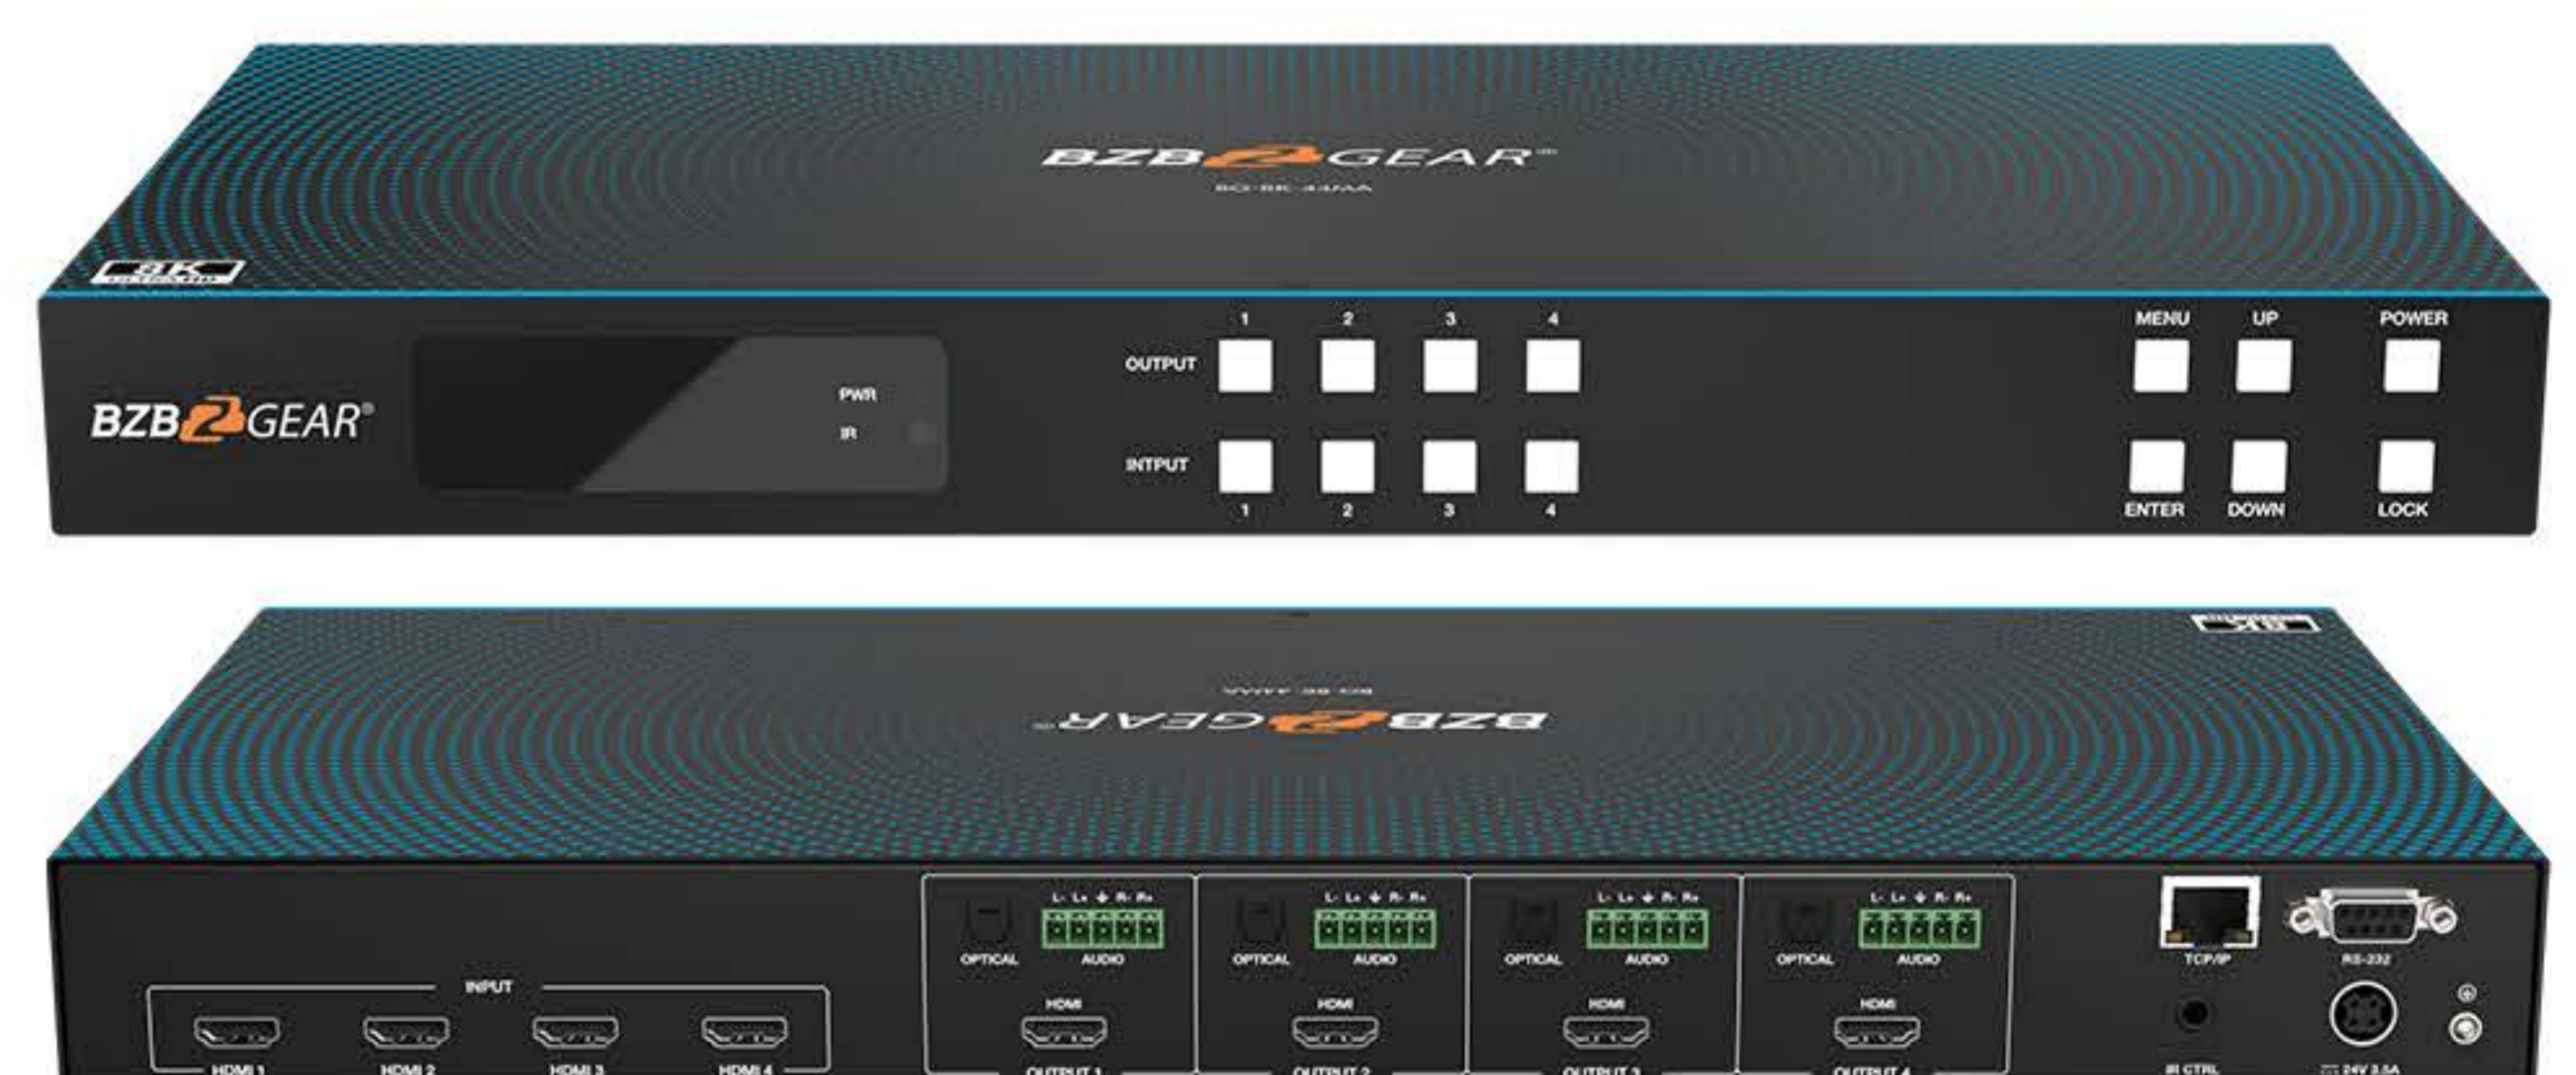 BZB GEAR®
8K
BZB GEAR®
PWR
IR
1 2 3 4
OUTPUT
INTPUT
1 2 3 4
MENU UP POWER
ENTER DOWN LOCK
8K
BZB GEAR®
L- L+ R- R+
L- L+ R- R+
L- L+ R- R+
L- L+ R- R+
OPTICAL AUDIO
OPTICAL AUDIO
OPTICAL AUDIO
OPTICAL AUDIO
TCP/IP RS-232
INPUT
HDMI HDMI HDMI HDMI
HDMI 1 HDMI 2 HDMI 3 HDMI 4
OUTPUT 1 OUTPUT 2 OUTPUT 3 OUTPUT 4
IR CTRL 24V